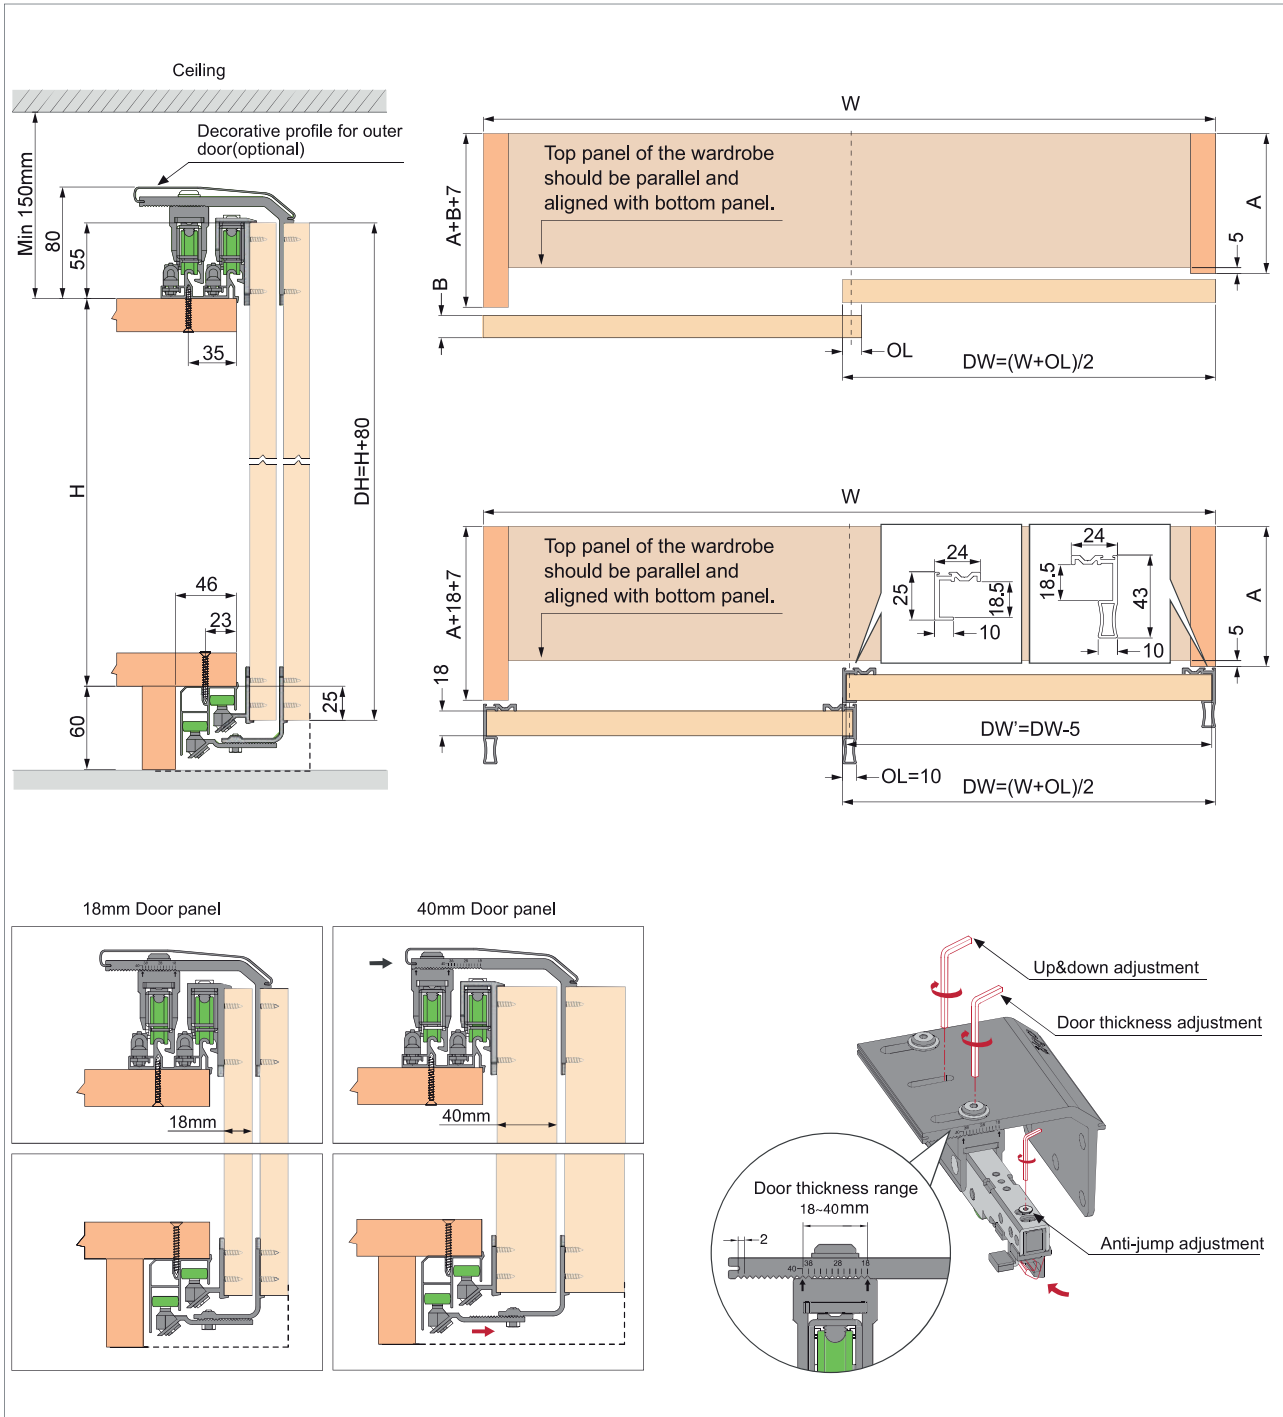 Ceiling
Decorative profile for outer
door(optional)
Min 150mm
80
55
35
H
DH=H+80
46
23
25
60
W
Top panel of the wardrobe
should be parallel and
aligned with bottom panel.
A+B+7
A
5
B
OL
DW=(W+OL)/2
W
Top panel of the wardrobe
should be parallel and
aligned with bottom panel.
A+18+7
24
25
18.5
10
24
18.5
43
10
A
5
18
DW'=DW-5
OL=10
DW=(W+OL)/2
18mm Door panel
40mm Door panel
18mm
40mm
Up&down adjustment
Door thickness adjustment
Anti-jump adjustment
Door thickness range
18~40mm
2
40
38
28
18